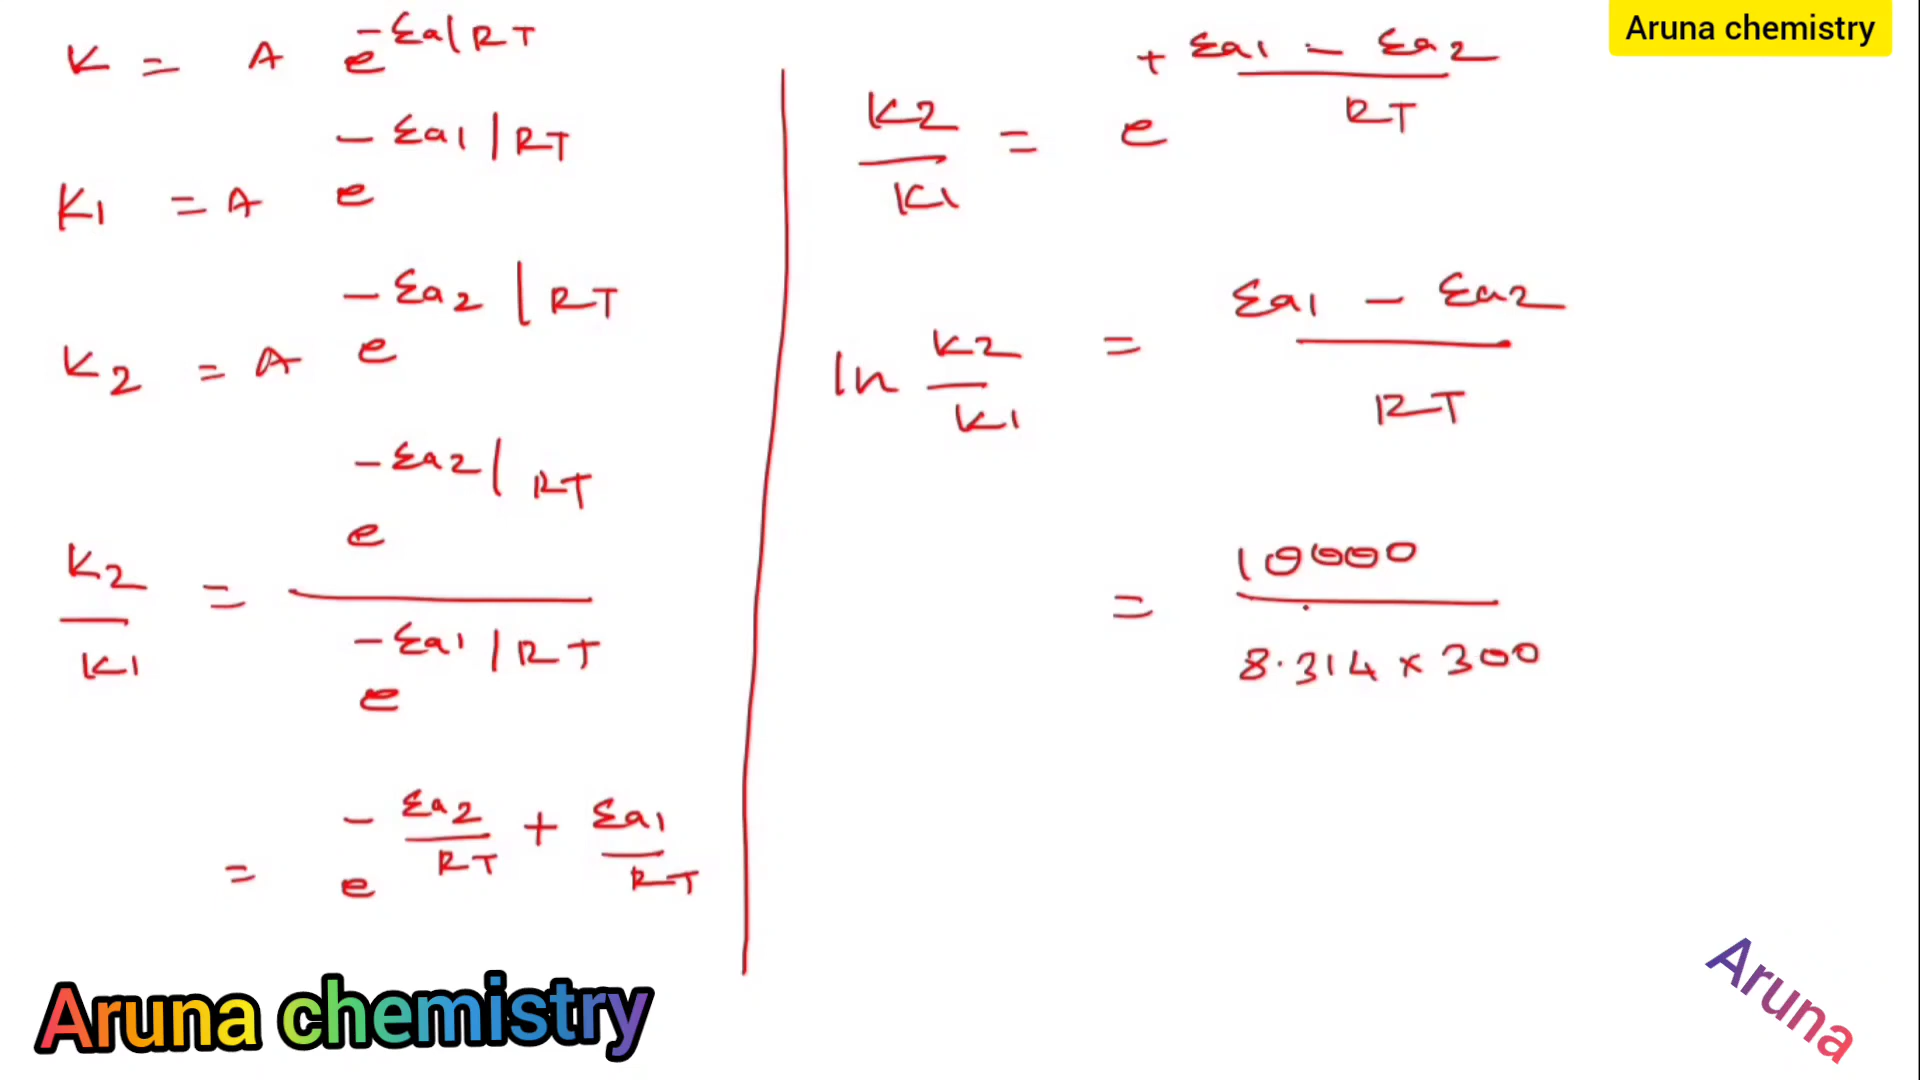 K = A e^-Ea/RT
K1 = A e^-Ea1/RT
K2 = A e^-Ea2/RT
K2/K1 = e^-Ea2/RT / e^-Ea1/RT
= e^-Ea2/RT + Ea1/RT
Aruna chemistry
K2/K1 = e^+Ea1 - Ea2/RT
ln K2/K1 = Ea1 - Ea2/RT
= 10000/8.314 x 300
Aruna chemistry
Aruna